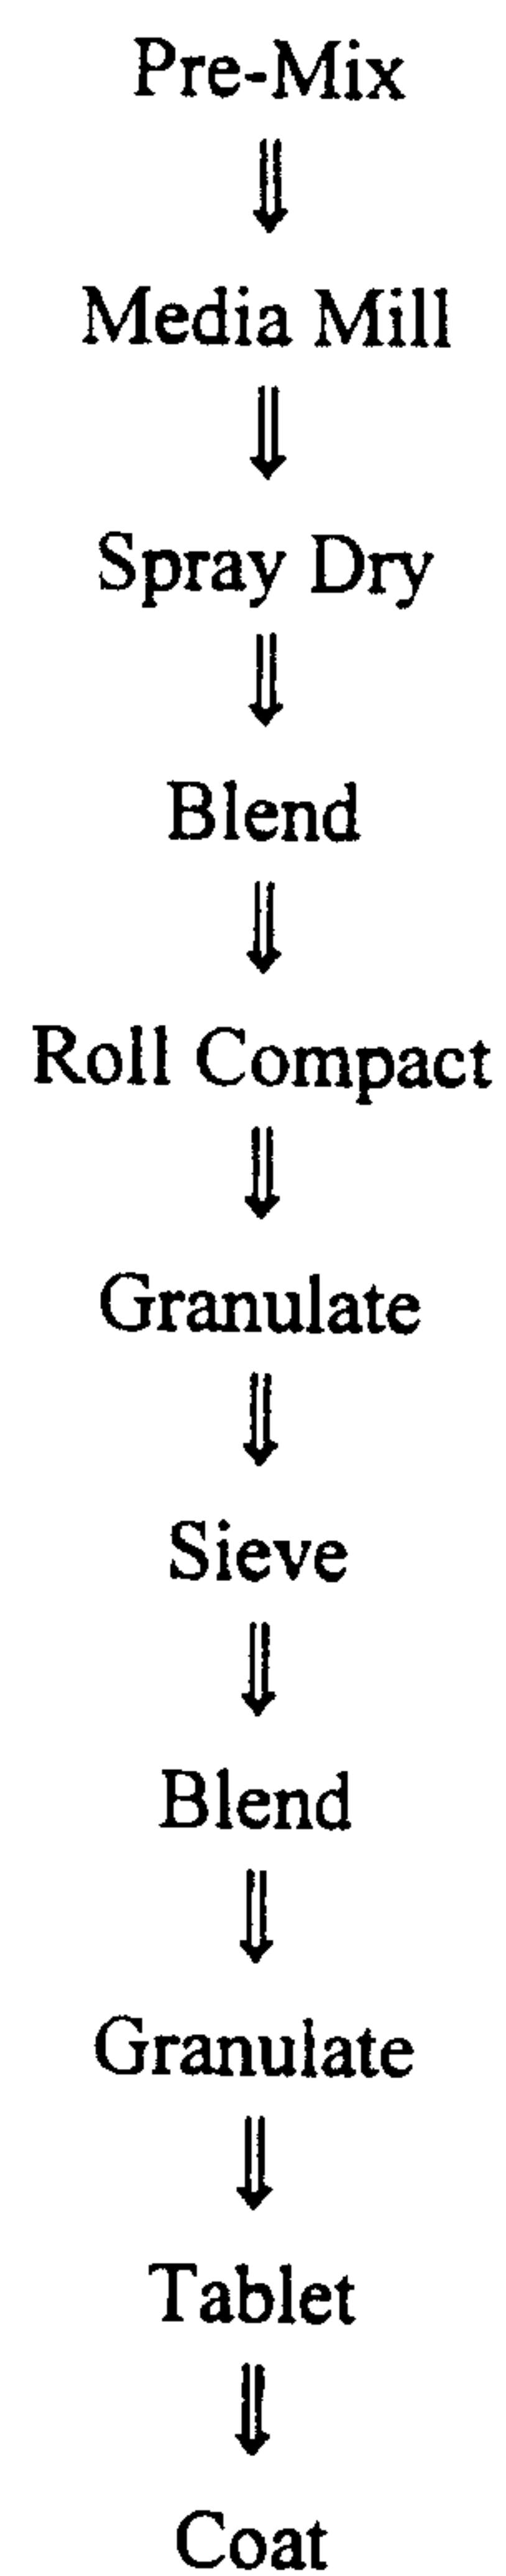 Pre-Mix
Media Mill
Spray Dry
Blend
Roll Compact
Granulate
Sieve
Blend
Granulate
Tablet
Coat